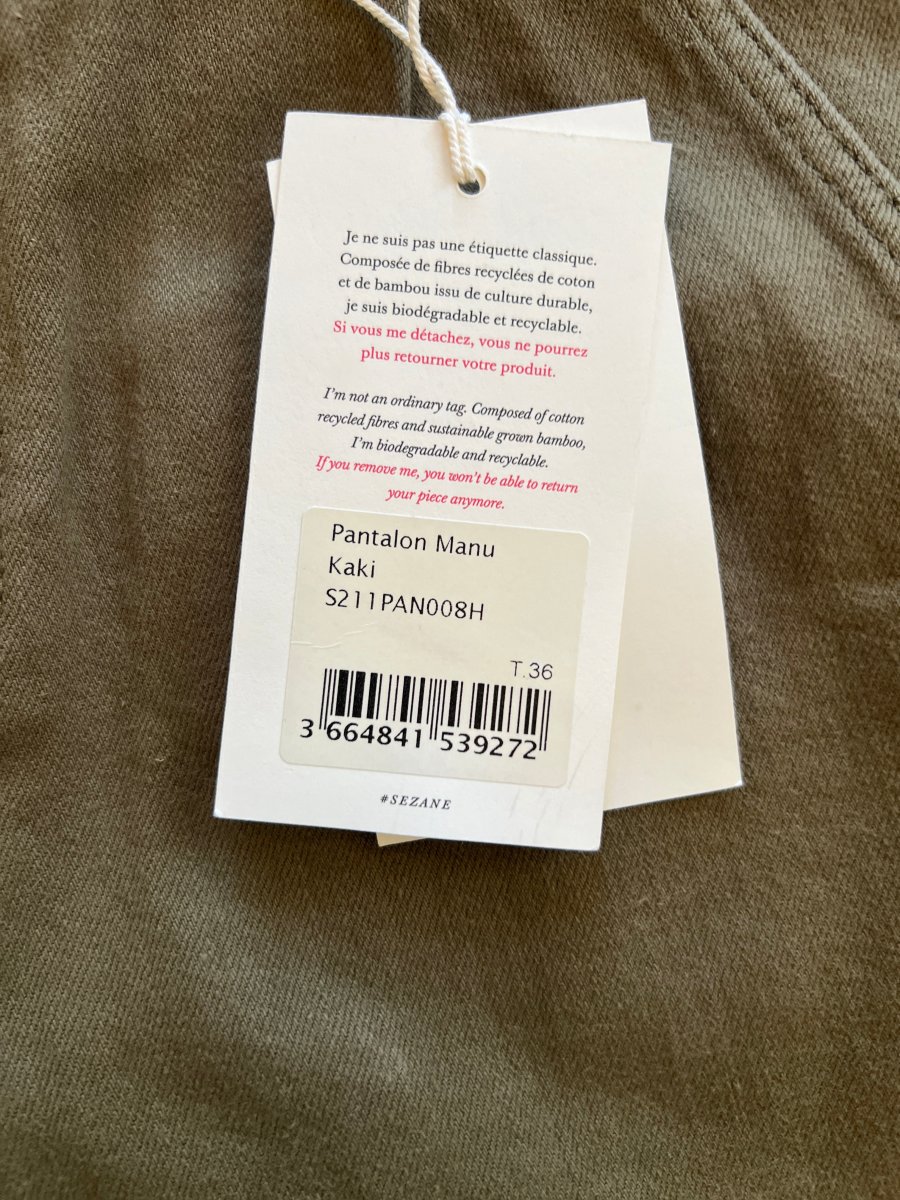 Je ne suis pas une étiquette classique.
Composée de fibres recyclées de coton
et de bambou issu de culture durable,
je suis biodégradable et recyclable.
Si vous me détachez, vous ne pourrez
plus retourner votre produit.
I'm not an ordinary tag. Composed of cotton
recycled fibres and sustainable grown bamboo,
I'm biodegradable and recyclable.
If you remove me, you won't be able to return
your piece anymore.
Pantalon Manu
Kaki
S211PAN008H
T.36
3 664841 539272
#SEZANE